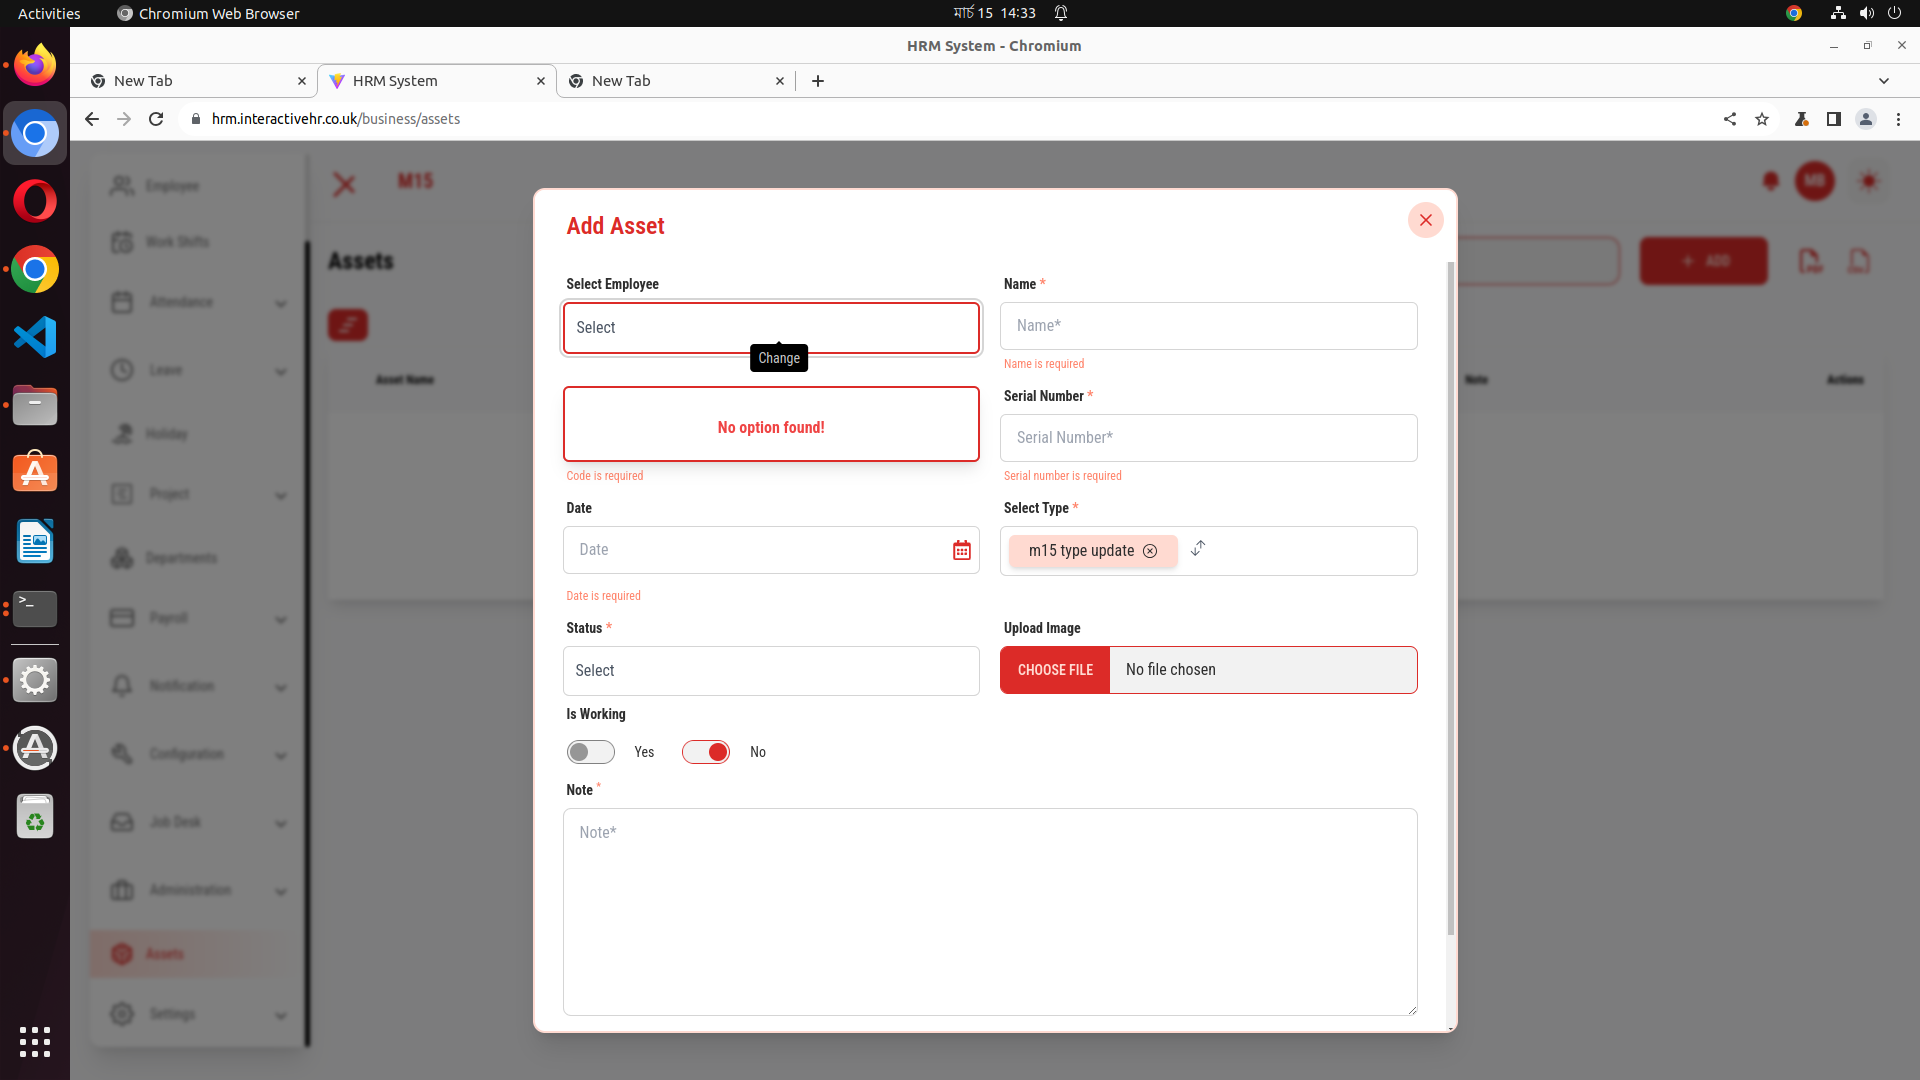 Activities
Chromium Web Browser
মার্চ 15 14:33
HRM System - Chromium
New Tab
HRM System
New Tab
hrm.interactivehr.co.uk/business/assets
Employee
Work Shifts
Attendance
Leave
Holiday
Project
Departments
Payroll
Notification
Configuration
Job Desk
Administration
Assets
Settings
M15
MB
Assets
+ ADD
Asset Name
Note
Actions
Add Asset
Select Employee
Select
Change
No option found!
Code is required
Name *
Name*
Name is required
Serial Number *
Serial Number*
Serial number is required
Date
Date
Date is required
Select Type *
m15 type update
Status *
Select
Upload Image
CHOOSE FILE
No file chosen
Is Working
Yes
No
Note *
Note*